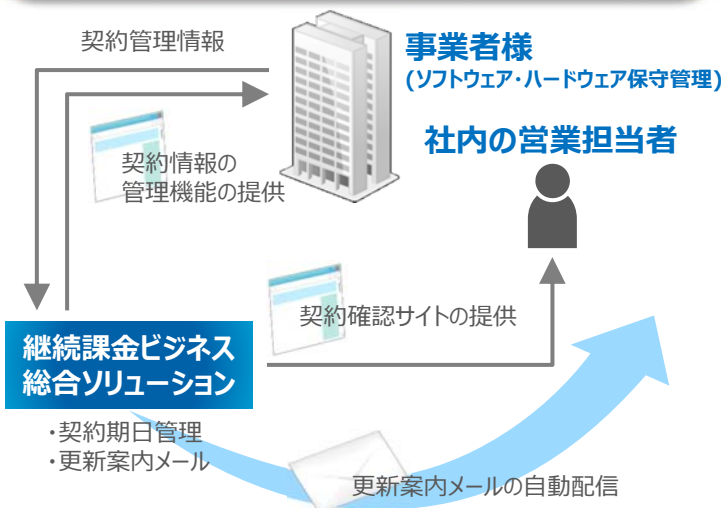 契約管理情報
事業者様
(ソフトウェア・ハードウェア保守管理)
社内の営業担当者
契約情報の
管理機能の提供
契約確認サイトの提供
継続課金ビジネス
総合ソリューション
・契約期日管理
・更新案内メール
更新案内メールの自動配信